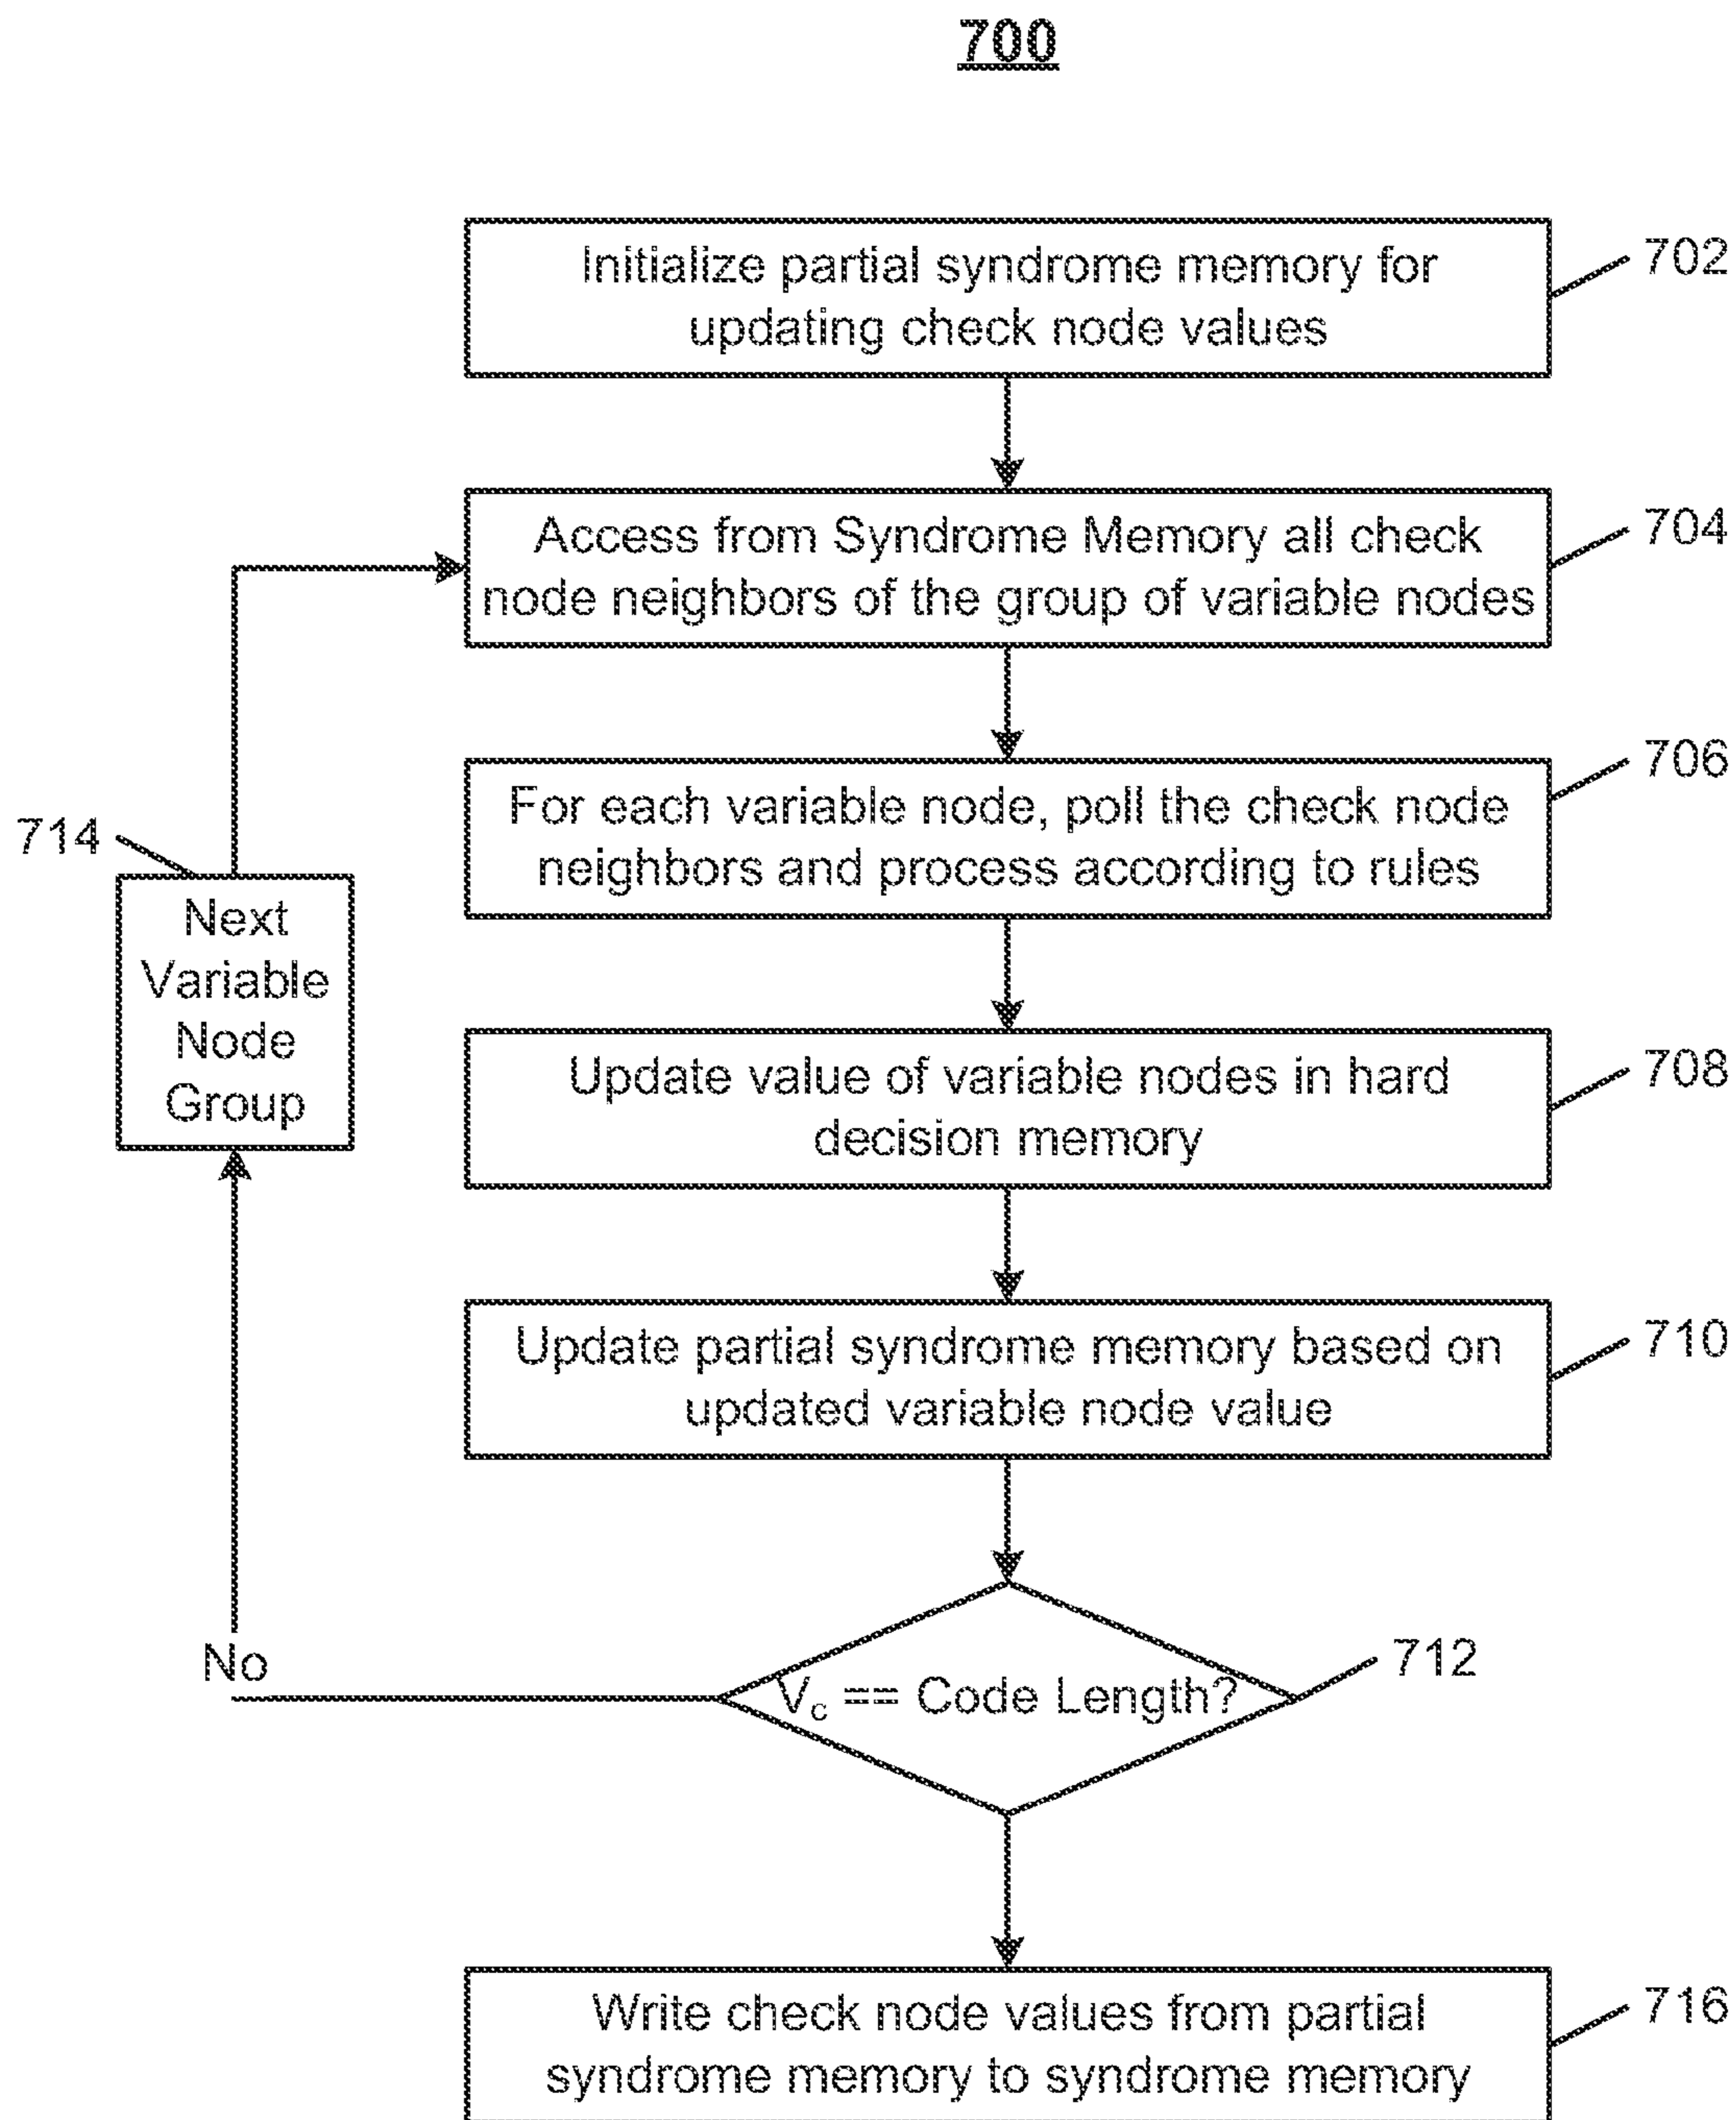 700
Initialize partial syndrome memory for
updating check node values
702
Access from Syndrome Memory all check
node neighbors of the group of variable nodes
704
For each variable node, poll the check node
neighbors and process according to rules
706
714
Next
Variable
Node
Group
Update value of variable nodes in hard
decision memory
708
Update partial syndrome memory based on
updated variable node value
710
No
Vc == Code Length?
712
Write check node values from partial
syndrome memory to syndrome memory
716